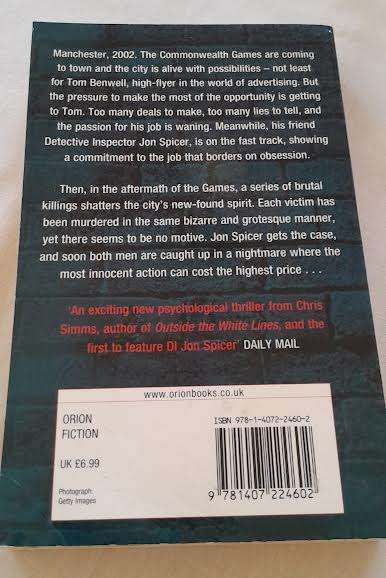 Manchester, 2002. The Commonwealth Games are coming
to town and the city is alive with possibilities – not least
for Tom Benwell, high-flyer in the world of advertising. But
the pressure to make the most of the opportunity is getting
to Tom. Too many deals to make, too many lies to tell, and
the passion for his job is waning. Meanwhile, his friend
Detective Inspector Jon Spicer, is on the fast track, showing
a commitment to the job that borders on obsession.
Then, in the aftermath of the Games, a series of brutal
killings shatters the city's new-found spirit. Each victim has
been murdered in the same bizarre and grotesque manner,
yet there seems to be no motive. Jon Spicer gets the case,
and soon both men are caught up in a nightmare where the
most innocent action can cost the highest price . . .
'An exciting new psychological thriller from Chris
Simms, author of Outside the White Lines, and the
first to feature DI Jon Spicer' DAILY MAIL
www.orionbooks.co.uk
ORION
FICTION
UK £6.99
Photograph:
Getty Images
ISBN 978-1-4072-2460-2
9 781407 224602